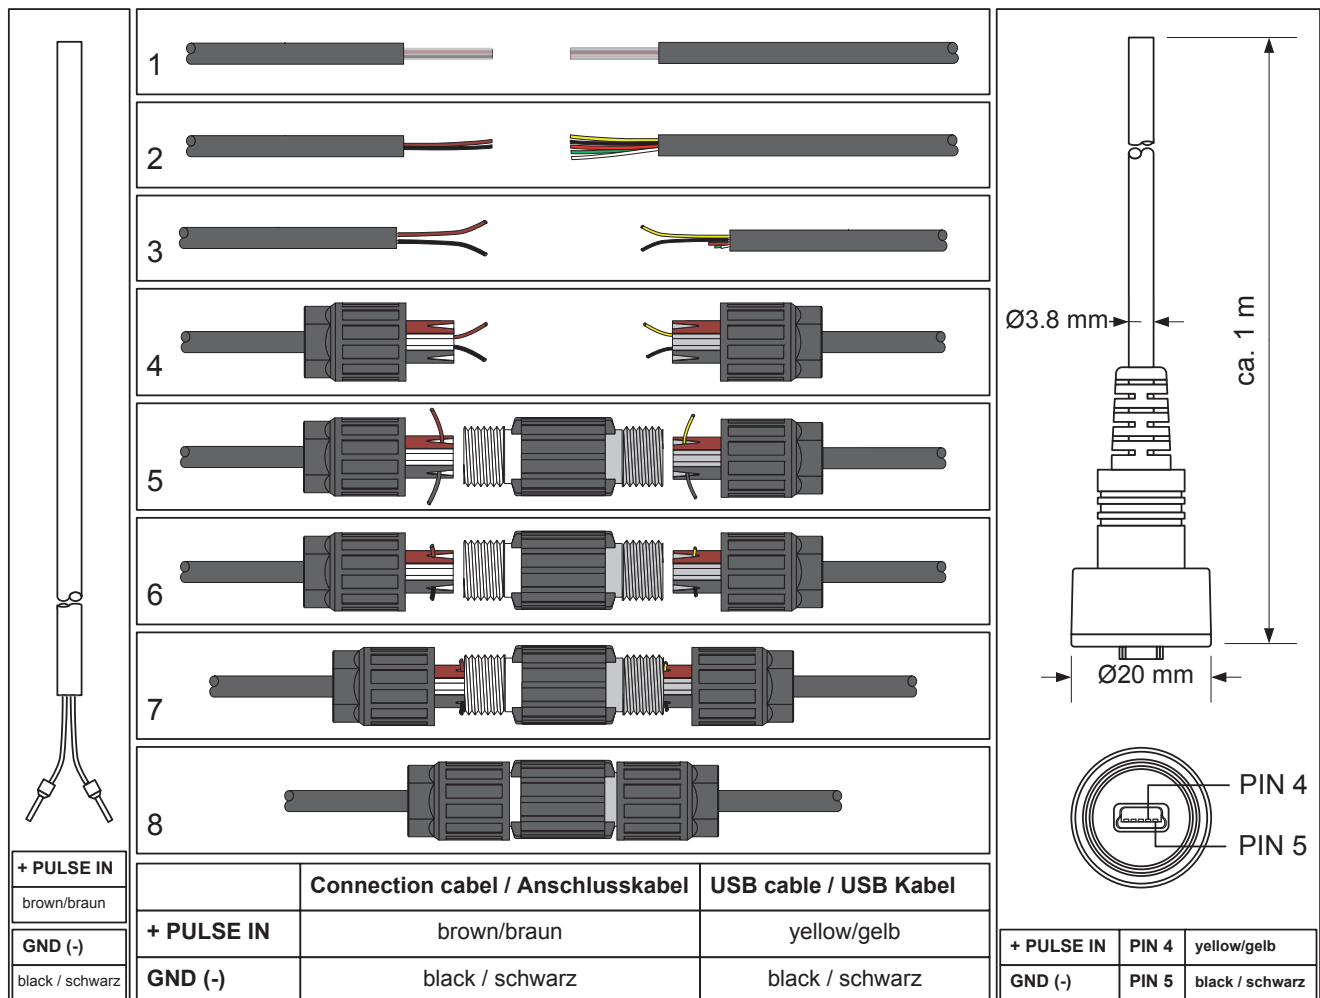 + PULSE IN
brown/braun
GND (-)
black / schwarz
1
2
3
4
5
6
7
8
Connection cabel / Anschlusskabel USB cable / USB Kabel
+ PULSE IN brown/braun yellow/gelb
GND (-) black / schwarz black / schwarz
Ø3.8 mm
ca. 1 m
Ø20 mm
PIN 4
PIN 5
+ PULSE IN PIN 4 yellow/gelb
GND (-) PIN 5 black / schwarz